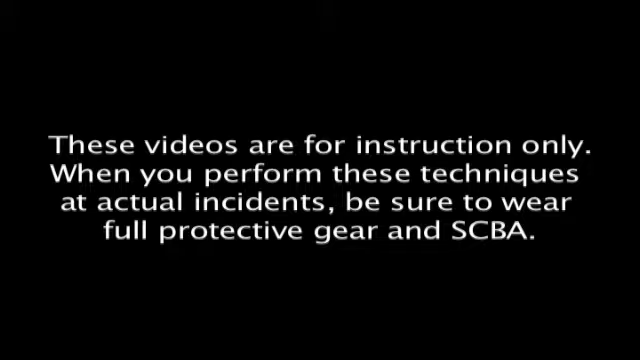 These videos are for instruction only.
When you perform these techniques
at actual incidents, be sure to wear
full protective gear and SCBA.